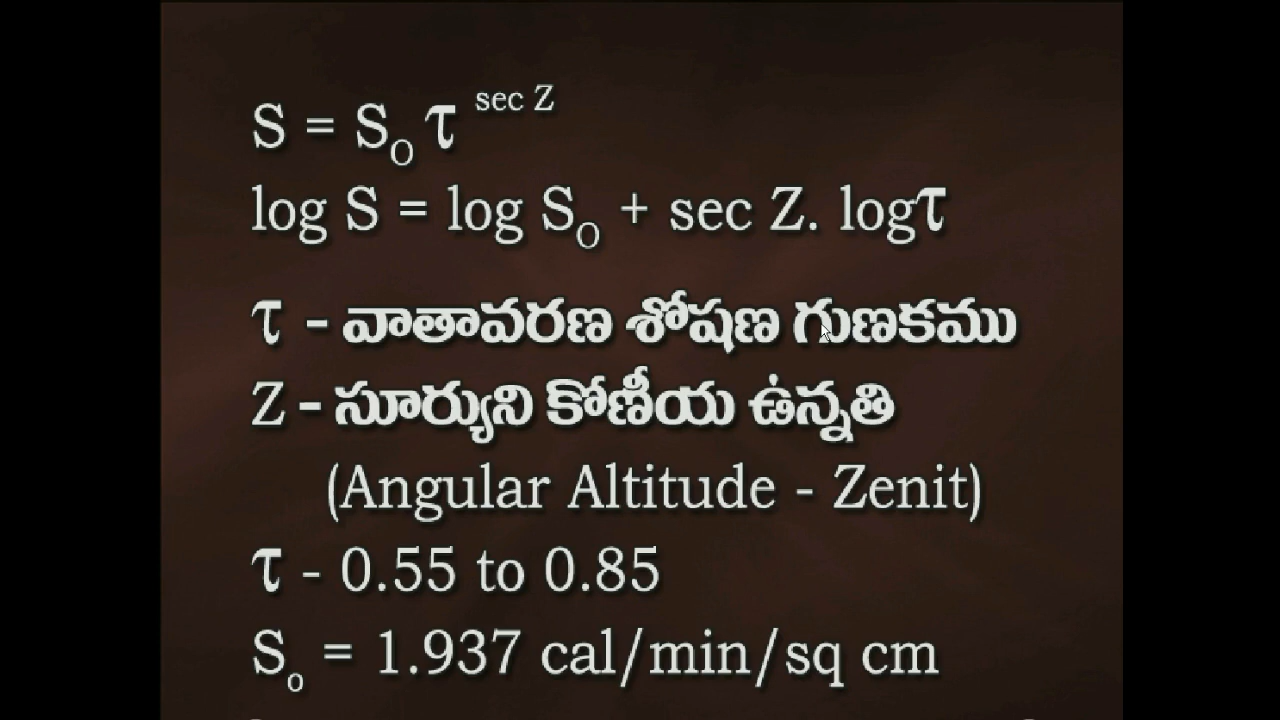 S = S₀ τ ^sec Z
log S = log S₀ + sec Z. logτ
τ - వాతావరణ శోషణ గుణకము
Z - సూర్యుని కోణీయ ఉన్నతి
(Angular Altitude - Zenit)
τ - 0.55 to 0.85
Sₒ = 1.937 cal/min/sq cm